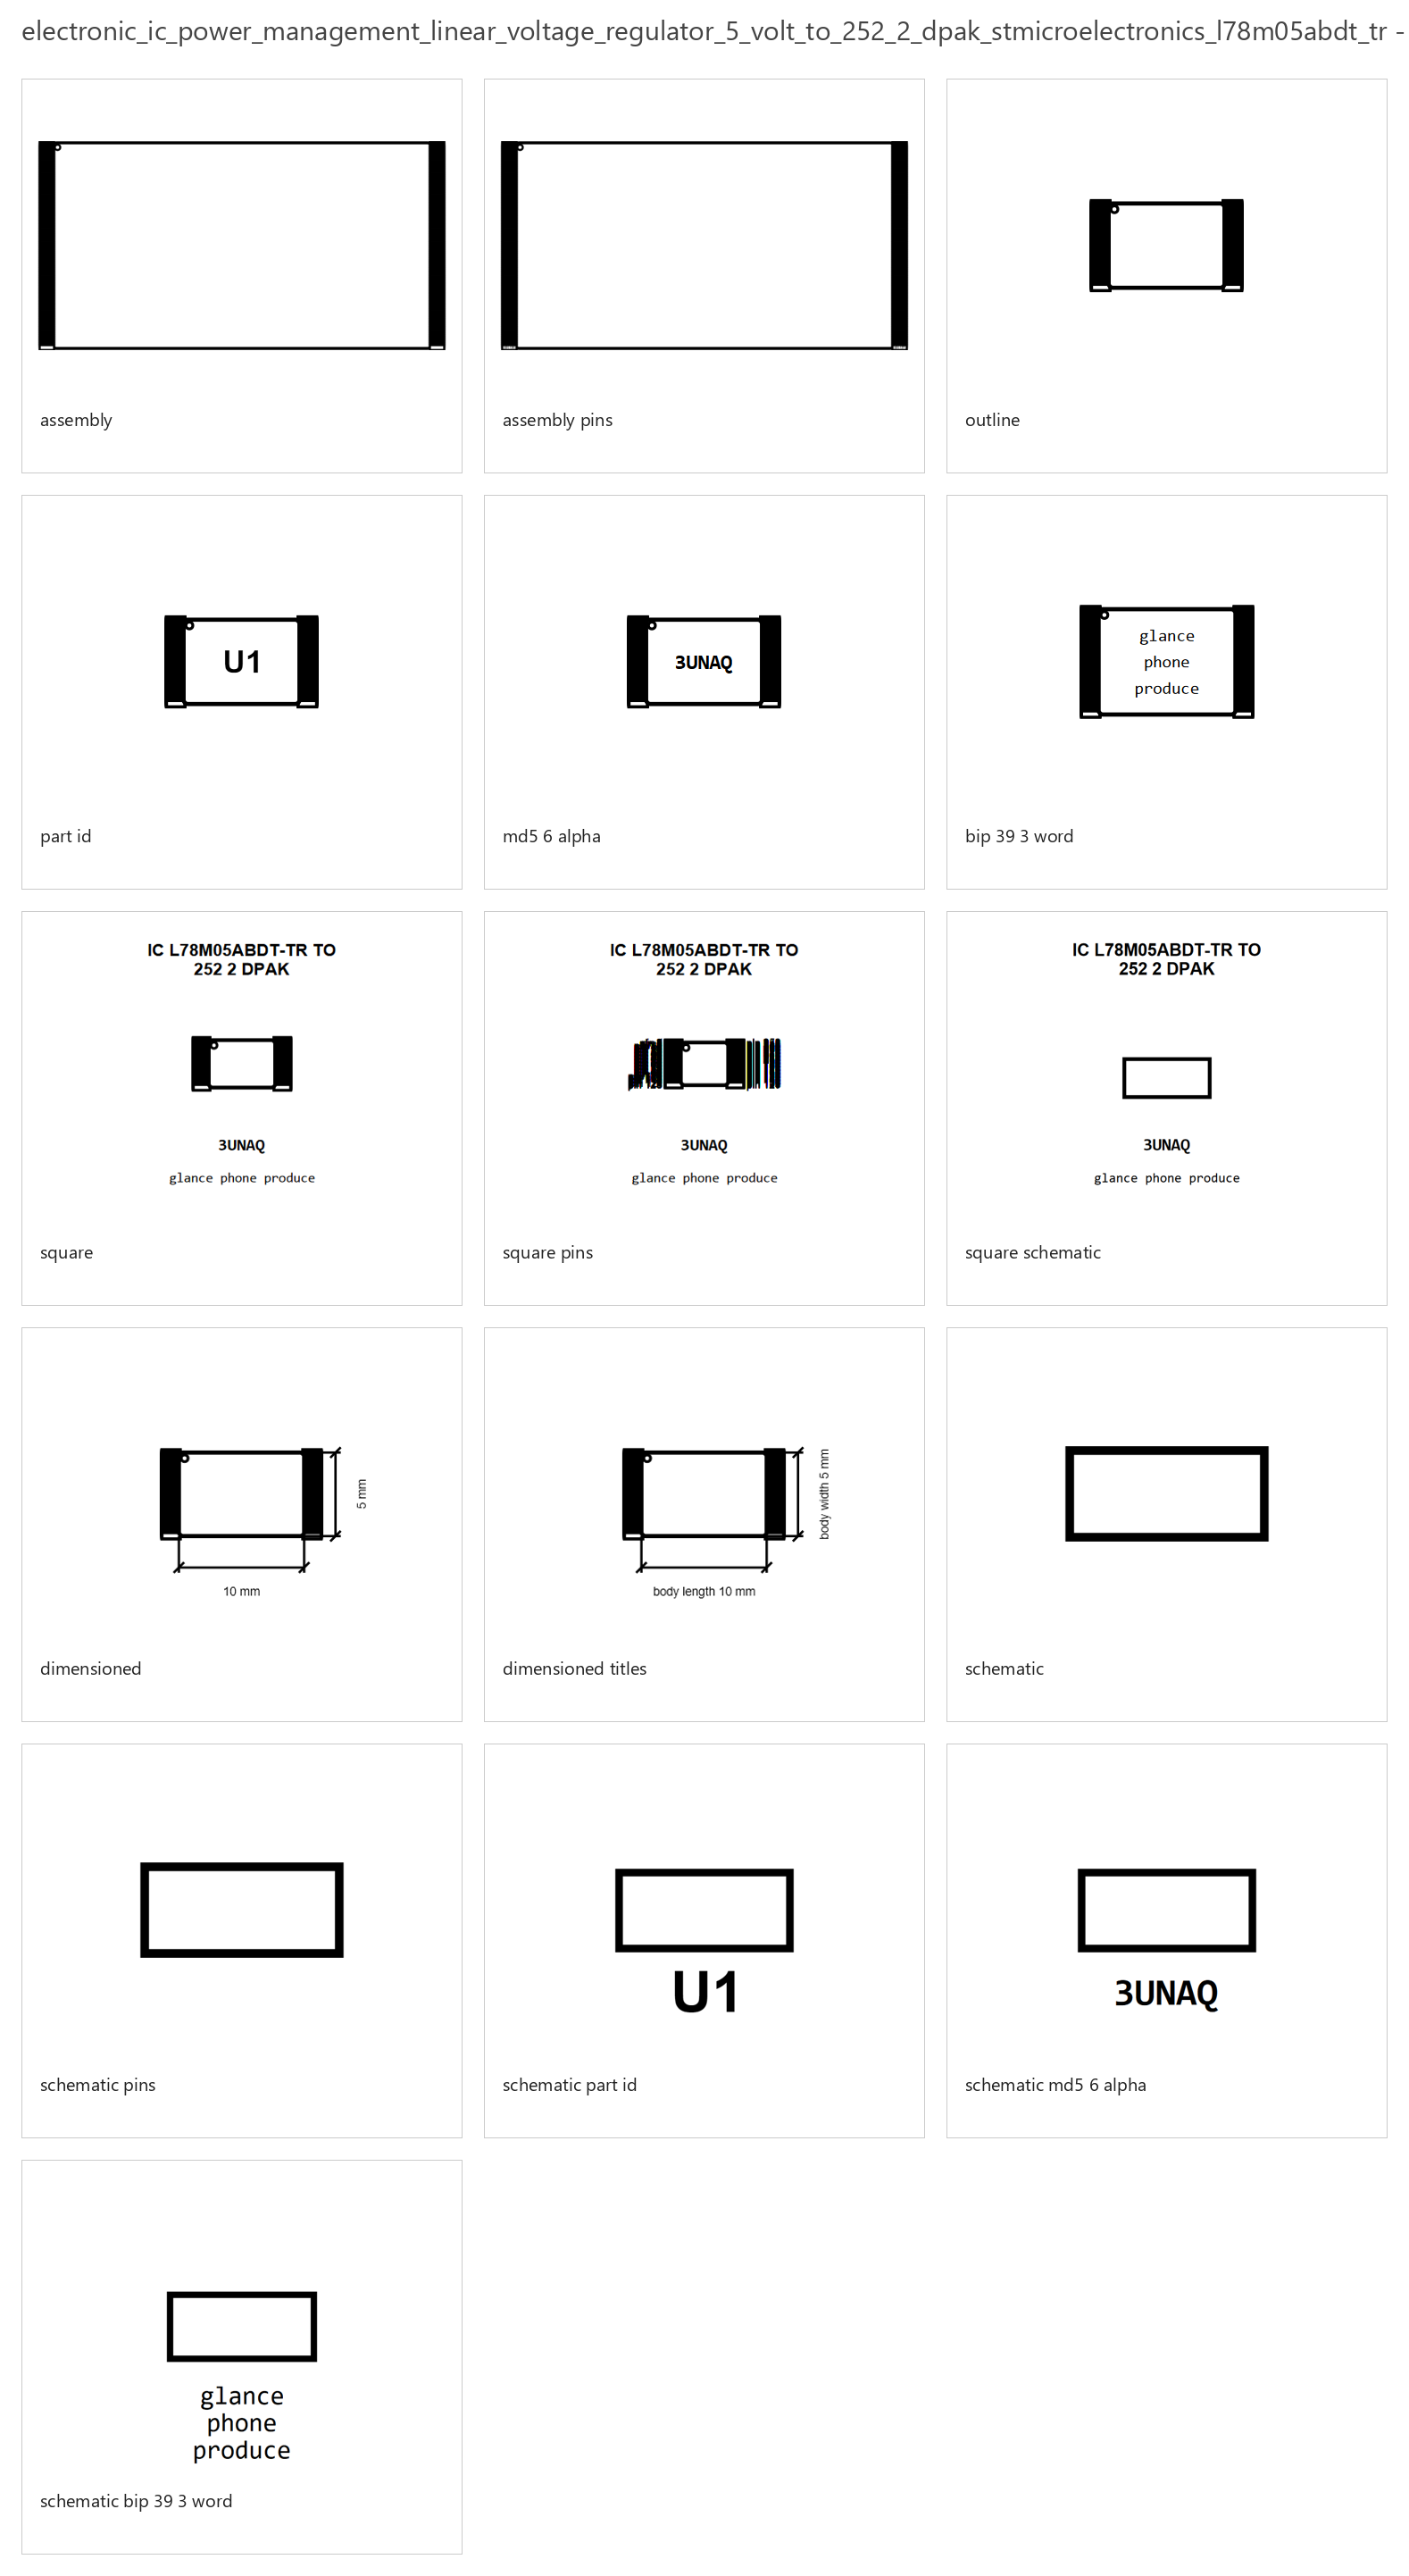 electronic_ic_power_management_linear_voltage_regulator_5_volt_to_252_2_dpak_stmicroelectronics_l78m05abdt_tr -
assembly
assembly pins
outline
U1
part id
3UNAQ
md5 6 alpha
glance
phone
produce
bip 39 3 word
IC L78M05ABDT-TR TO
252 2 DPAK
3UNAQ
glance phone produce
square
IC L78M05ABDT-TR TO
252 2 DPAK
3UNAQ
glance phone produce
square pins
IC L78M05ABDT-TR TO
252 2 DPAK
3UNAQ
glance phone produce
square schematic
5 mm
10 mm
dimensioned
body width 5 mm
body length 10 mm
dimensioned titles
schematic
schematic pins
U1
schematic part id
3UNAQ
schematic md5 6 alpha
glance
phone
produce
schematic bip 39 3 word